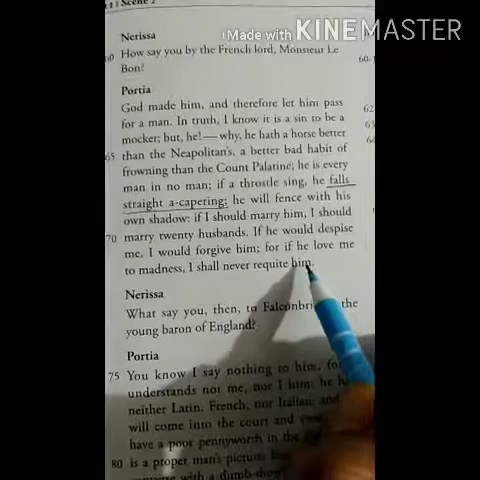 1 Scene 2
Made with KINEMASTER
Nerissa
60 How say you by the French lord, Monsieur Le 60-
Bon?
Portia
God made him, and therefore let him pass
for a man. In truth, I know it is a sin to be a 62
mocker; but, he! — why, he hath a horse better
65 than the Neapolitan's, a better bad habit of
frowning than the Count Palatine; he is every
man in no man; if a throstle sing, he falls
straight a-capering; he will fence with his
own shadow: if I should marry him, I should
70 marry twenty husbands. If he would despise
me, I would forgive him; for if he love me
to madness, I shall never requite him.
Nerissa
What say you, then, to the
young baron of England?
Portia
75 You know I say nothing to him, for
understands not me, nor I him: he
neither Latin, French, nor Italian; and
will come into the court and
have a poor pennyworth in the
80 is a proper man's picture
with a dumb-show